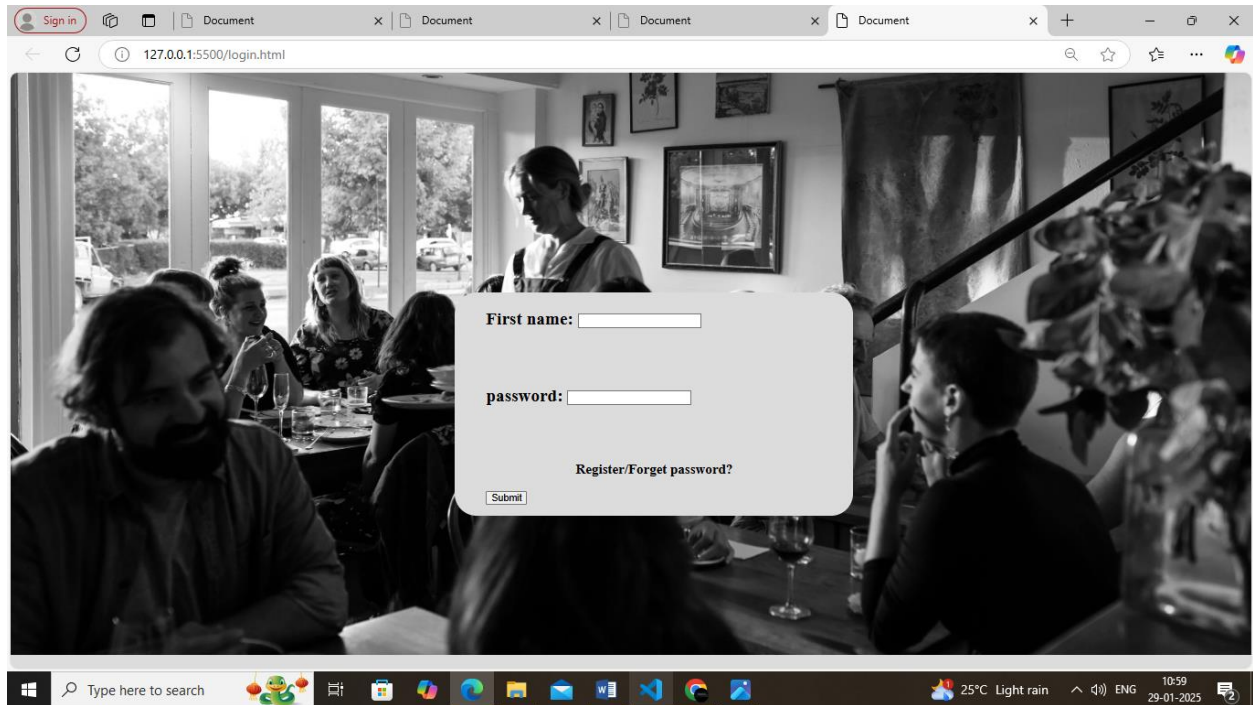 Sign in
Document
Document
Document
Document
127.0.0.1:5500/login.html
First name:
password:
Register/Forget password?
Submit
Type here to search
25°C Light rain
ENG
10:59
29-01-2025
2